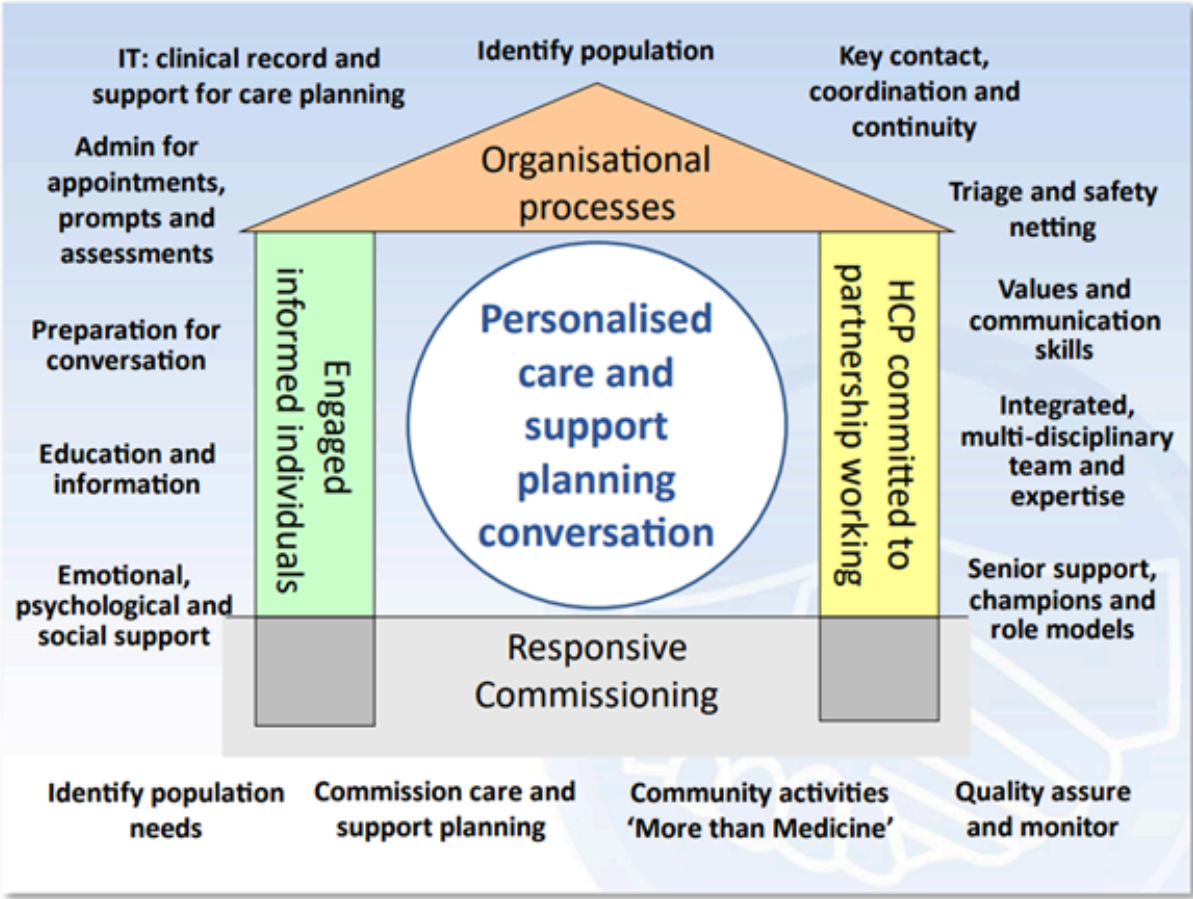 IT: clinical record and
support for care planning
Identify population
Key contact,
coordination and
continuity
Admin for
appointments,
prompts and
assessments
Organisational
processes
Triage and safety
netting
Preparation for
conversation
Education and
information
Emotional,
psychological and
social support
Engaged
informed individuals
Personalised
care and
support
planning
conversation
HCP committed to
partnership working
Values and
communication
skills
Integrated,
multi-disciplinary
team and
expertise
Senior support,
champions and
role models
Responsive
Commissioning
Identify population
needs
Commission care and
support planning
Community activities
‘More than Medicine’
Quality assure
and monitor